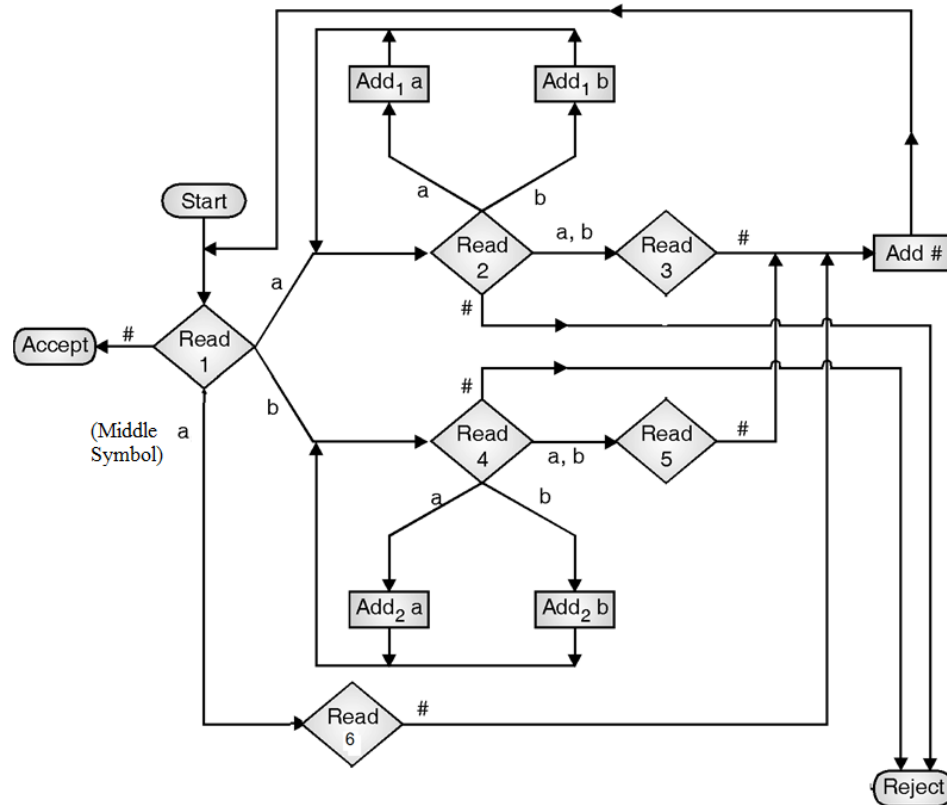 Add1 a
Add1 b
a
b
Start
Read
2
a, b
Read
3
#
Add #
a
#
Accept
#
Read
1
b
#
a
(Middle
Symbol)
Read
4
a, b
Read
5
#
a
b
Add2 a
Add2 b
Read
6
#
Reject